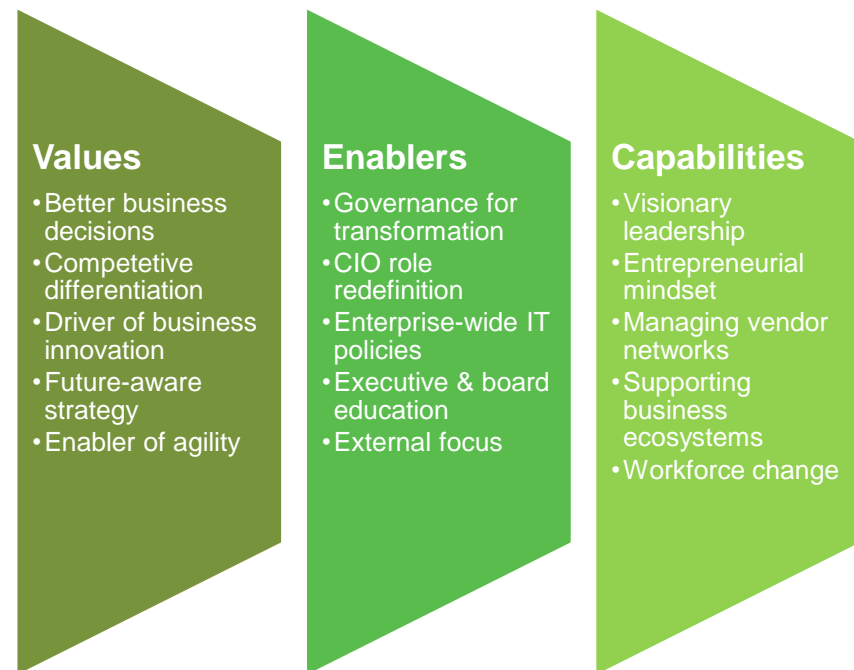 Values
•Better business
decisions
•Competetive
differentiation
•Driver of business
innovation
•Future-aware
strategy
•Enabler of agility
Enablers
•Governance for
transformation
•CIO role
redefinition
•Enterprise-wide IT
policies
•Executive & board
education
•External focus
Capabilities
•Visionary
leadership
•Entrepreneurial
mindset
•Managing vendor
networks
•Supporting
business
ecosystems
•Workforce change